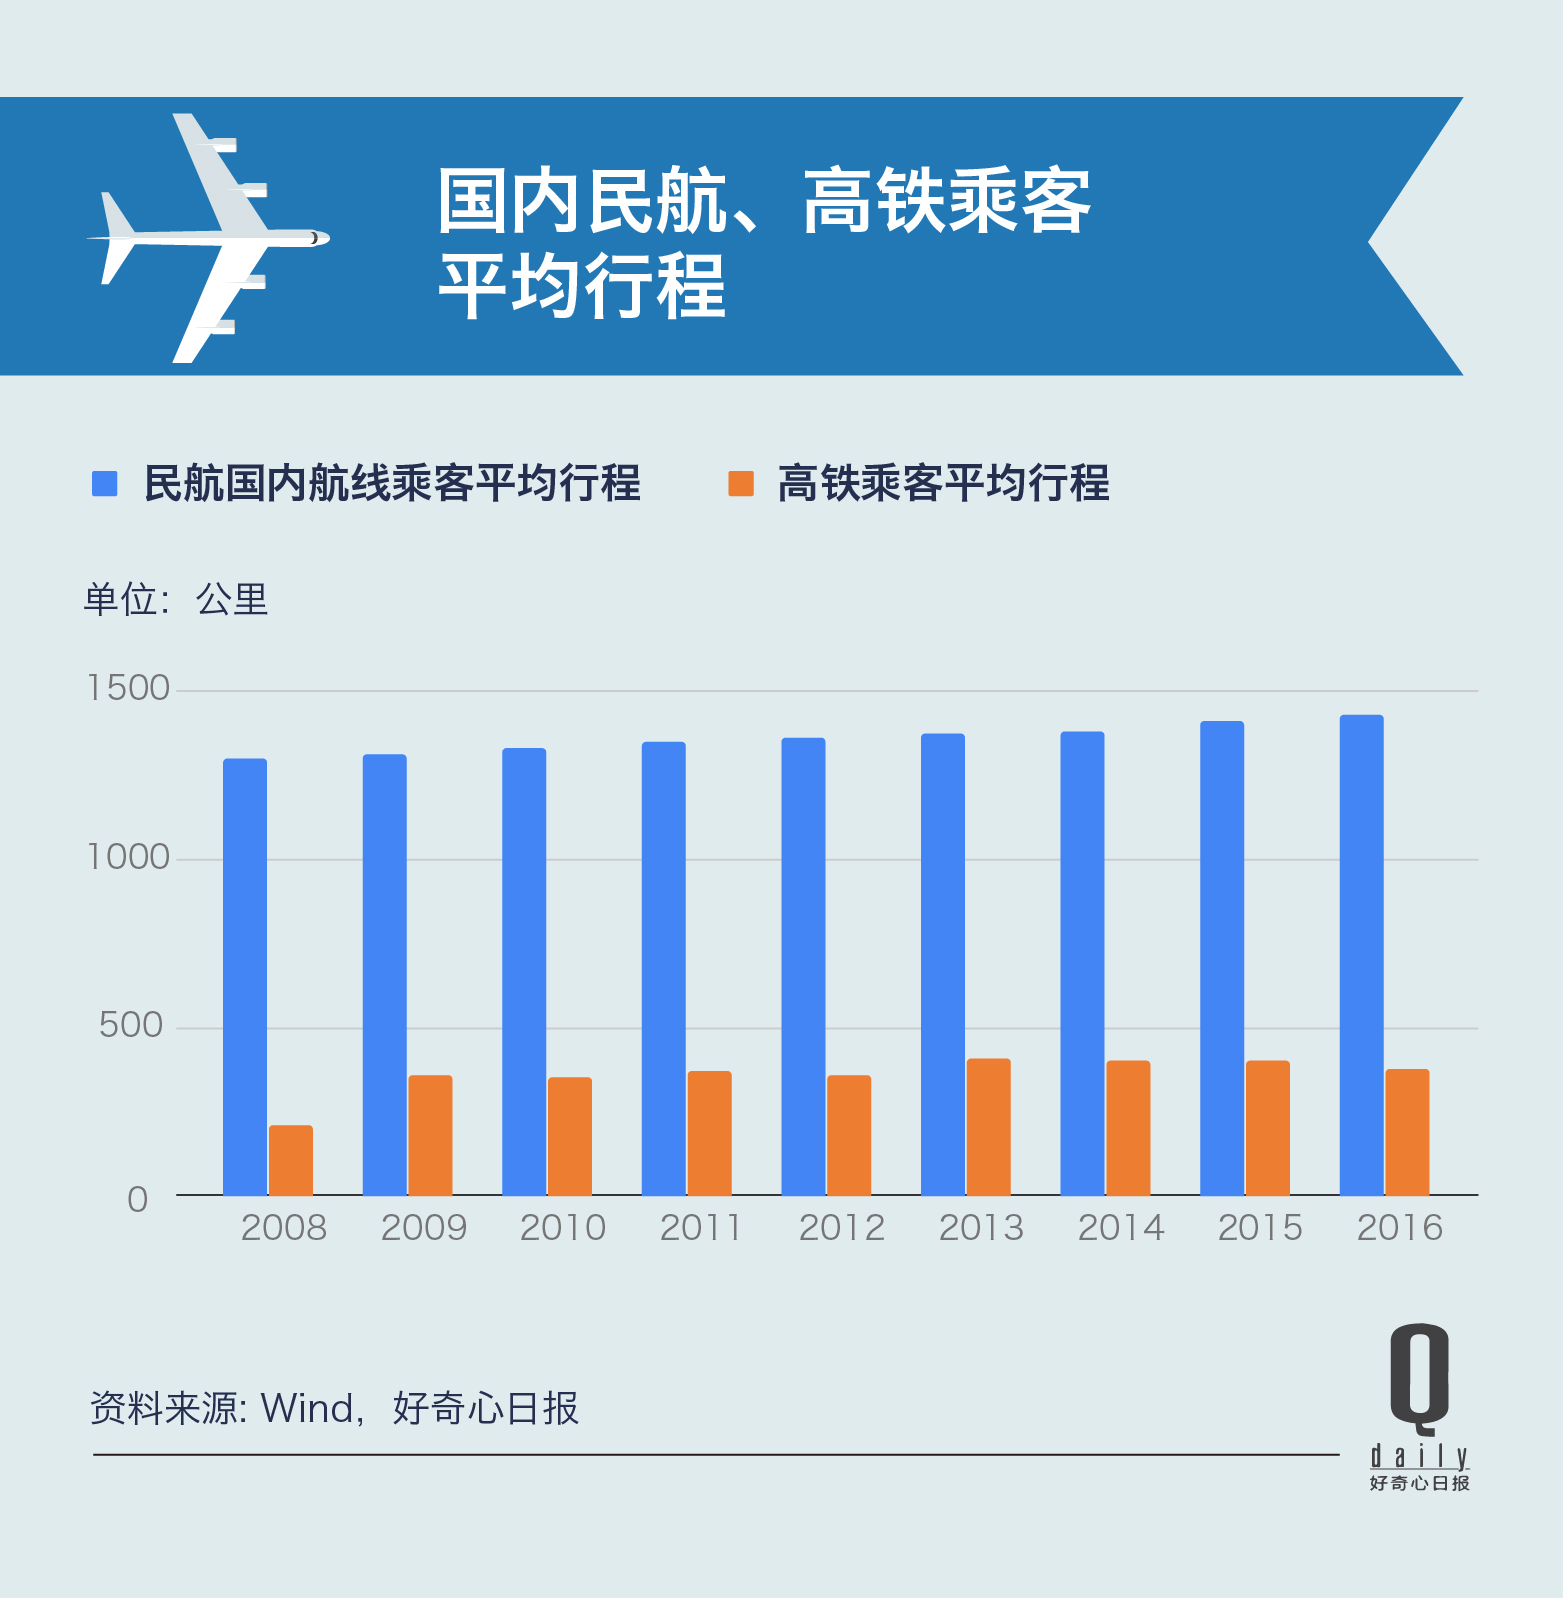 国内民航、高铁乘客
平均行程
民航国内航线乘客平均行程 高铁乘客平均行程
单位：公里
1500
1000
500
0
2008 2009 2010 2011 2012 2013 2014 2015 2016
资料来源: Wind，好奇心日报
Q
daily
好奇心日报